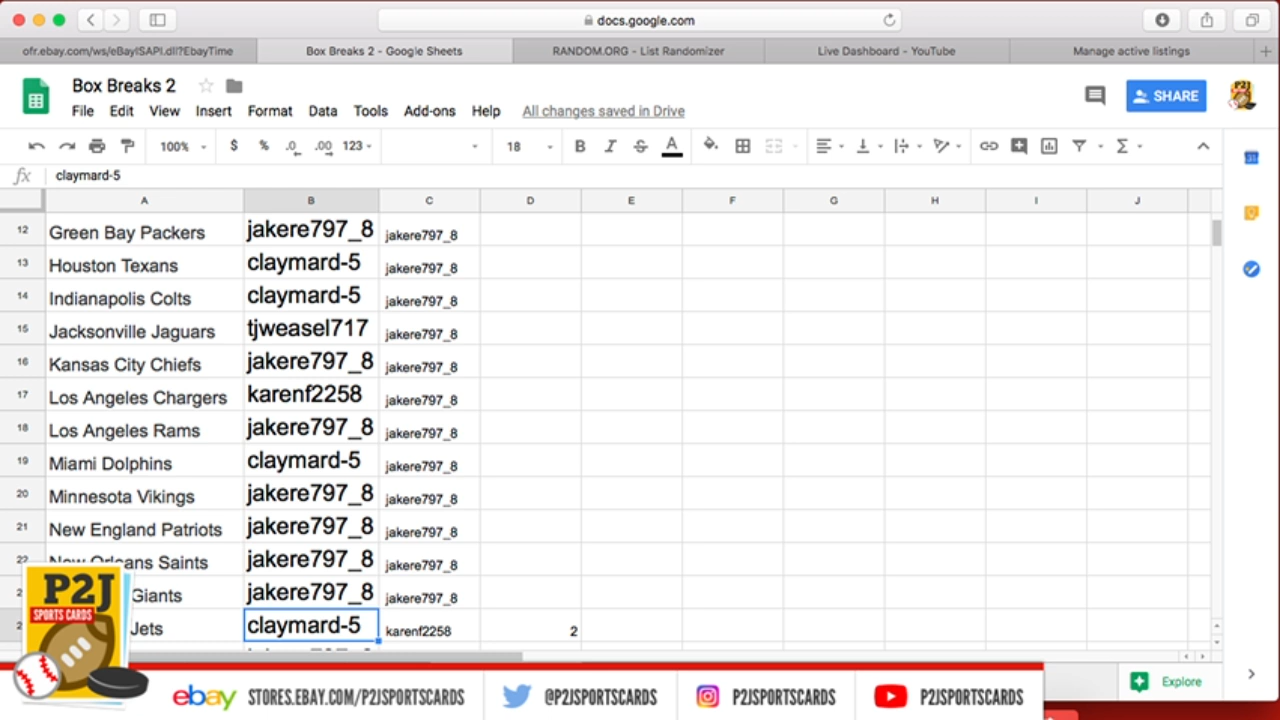 docs.google.com
ofr.ebay.com/ws/eBayISAPI.dll?EbayTime
Box Breaks 2 - Google Sheets
RANDOM.ORG - List Randomizer
Live Dashboard - YouTube
Manage active listings
Box Breaks 2
P2J
SHARE
File Edit View Insert Format Data Tools Add-ons Help All changes saved in Drive
100% $ % .0 .00 123 18 B I S A Σ
fx claymard-5
A B C D E F G H I J
12 Green Bay Packers jakere797_8 jakere797_8
13 Houston Texans claymard-5 jakere797_8
14 Indianapolis Colts claymard-5 jakere797_8
15 Jacksonville Jaguars tjweasel717 jakere797_8
16 Kansas City Chiefs jakere797_8 jakere797_8
17 Los Angeles Chargers karenf2258 jakere797_8
18 Los Angeles Rams jakere797_8 jakere797_8
19 Miami Dolphins claymard-5 jakere797_8
20 Minnesota Vikings jakere797_8 jakere797_8
21 New England Patriots jakere797_8 jakere797_8
22 New Orleans Saints jakere797_8 jakere797_8
Giants jakere797_8 jakere797_8
Jets claymard-5 karenf2258 2
P2J
SPORTS CARDS
Explore
ebay STORES.EBAY.COM/P2JSPORTSCARDS @P2JSPORTSCARDS P2JSPORTSCARDS P2JSPORTSCARDS